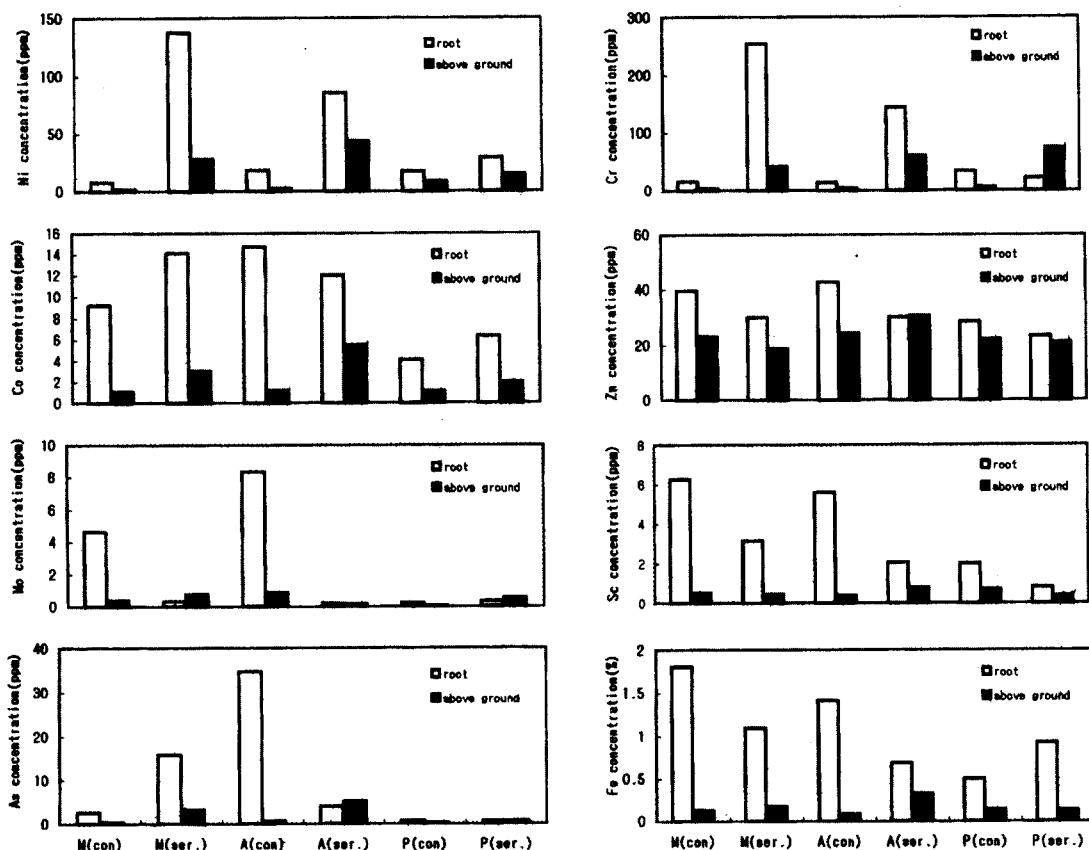 Ni concentration(ppm)
150
100
50
0
root
above ground
Cr concentration(ppm)
300
200
100
0
root
above ground
Co concentration(ppm)
16
14
12
10
8
6
4
2
0
root
above ground
Zn concentration(ppm)
60
40
20
0
root
above ground
Mo concentration(ppm)
10
8
6
4
2
0
root
above ground
Sc concentration(ppm)
8
6
4
2
0
root
above ground
As concentration(ppm)
40
30
20
10
0
root
above ground
M(con) M(ser.) A(con) A(ser.) P(con) P(ser.)
Fe concentration(%)
2
1.5
1
0.5
0
root
above ground
M(con) M(ser.) A(con) A(ser.) P(con) P(ser.)